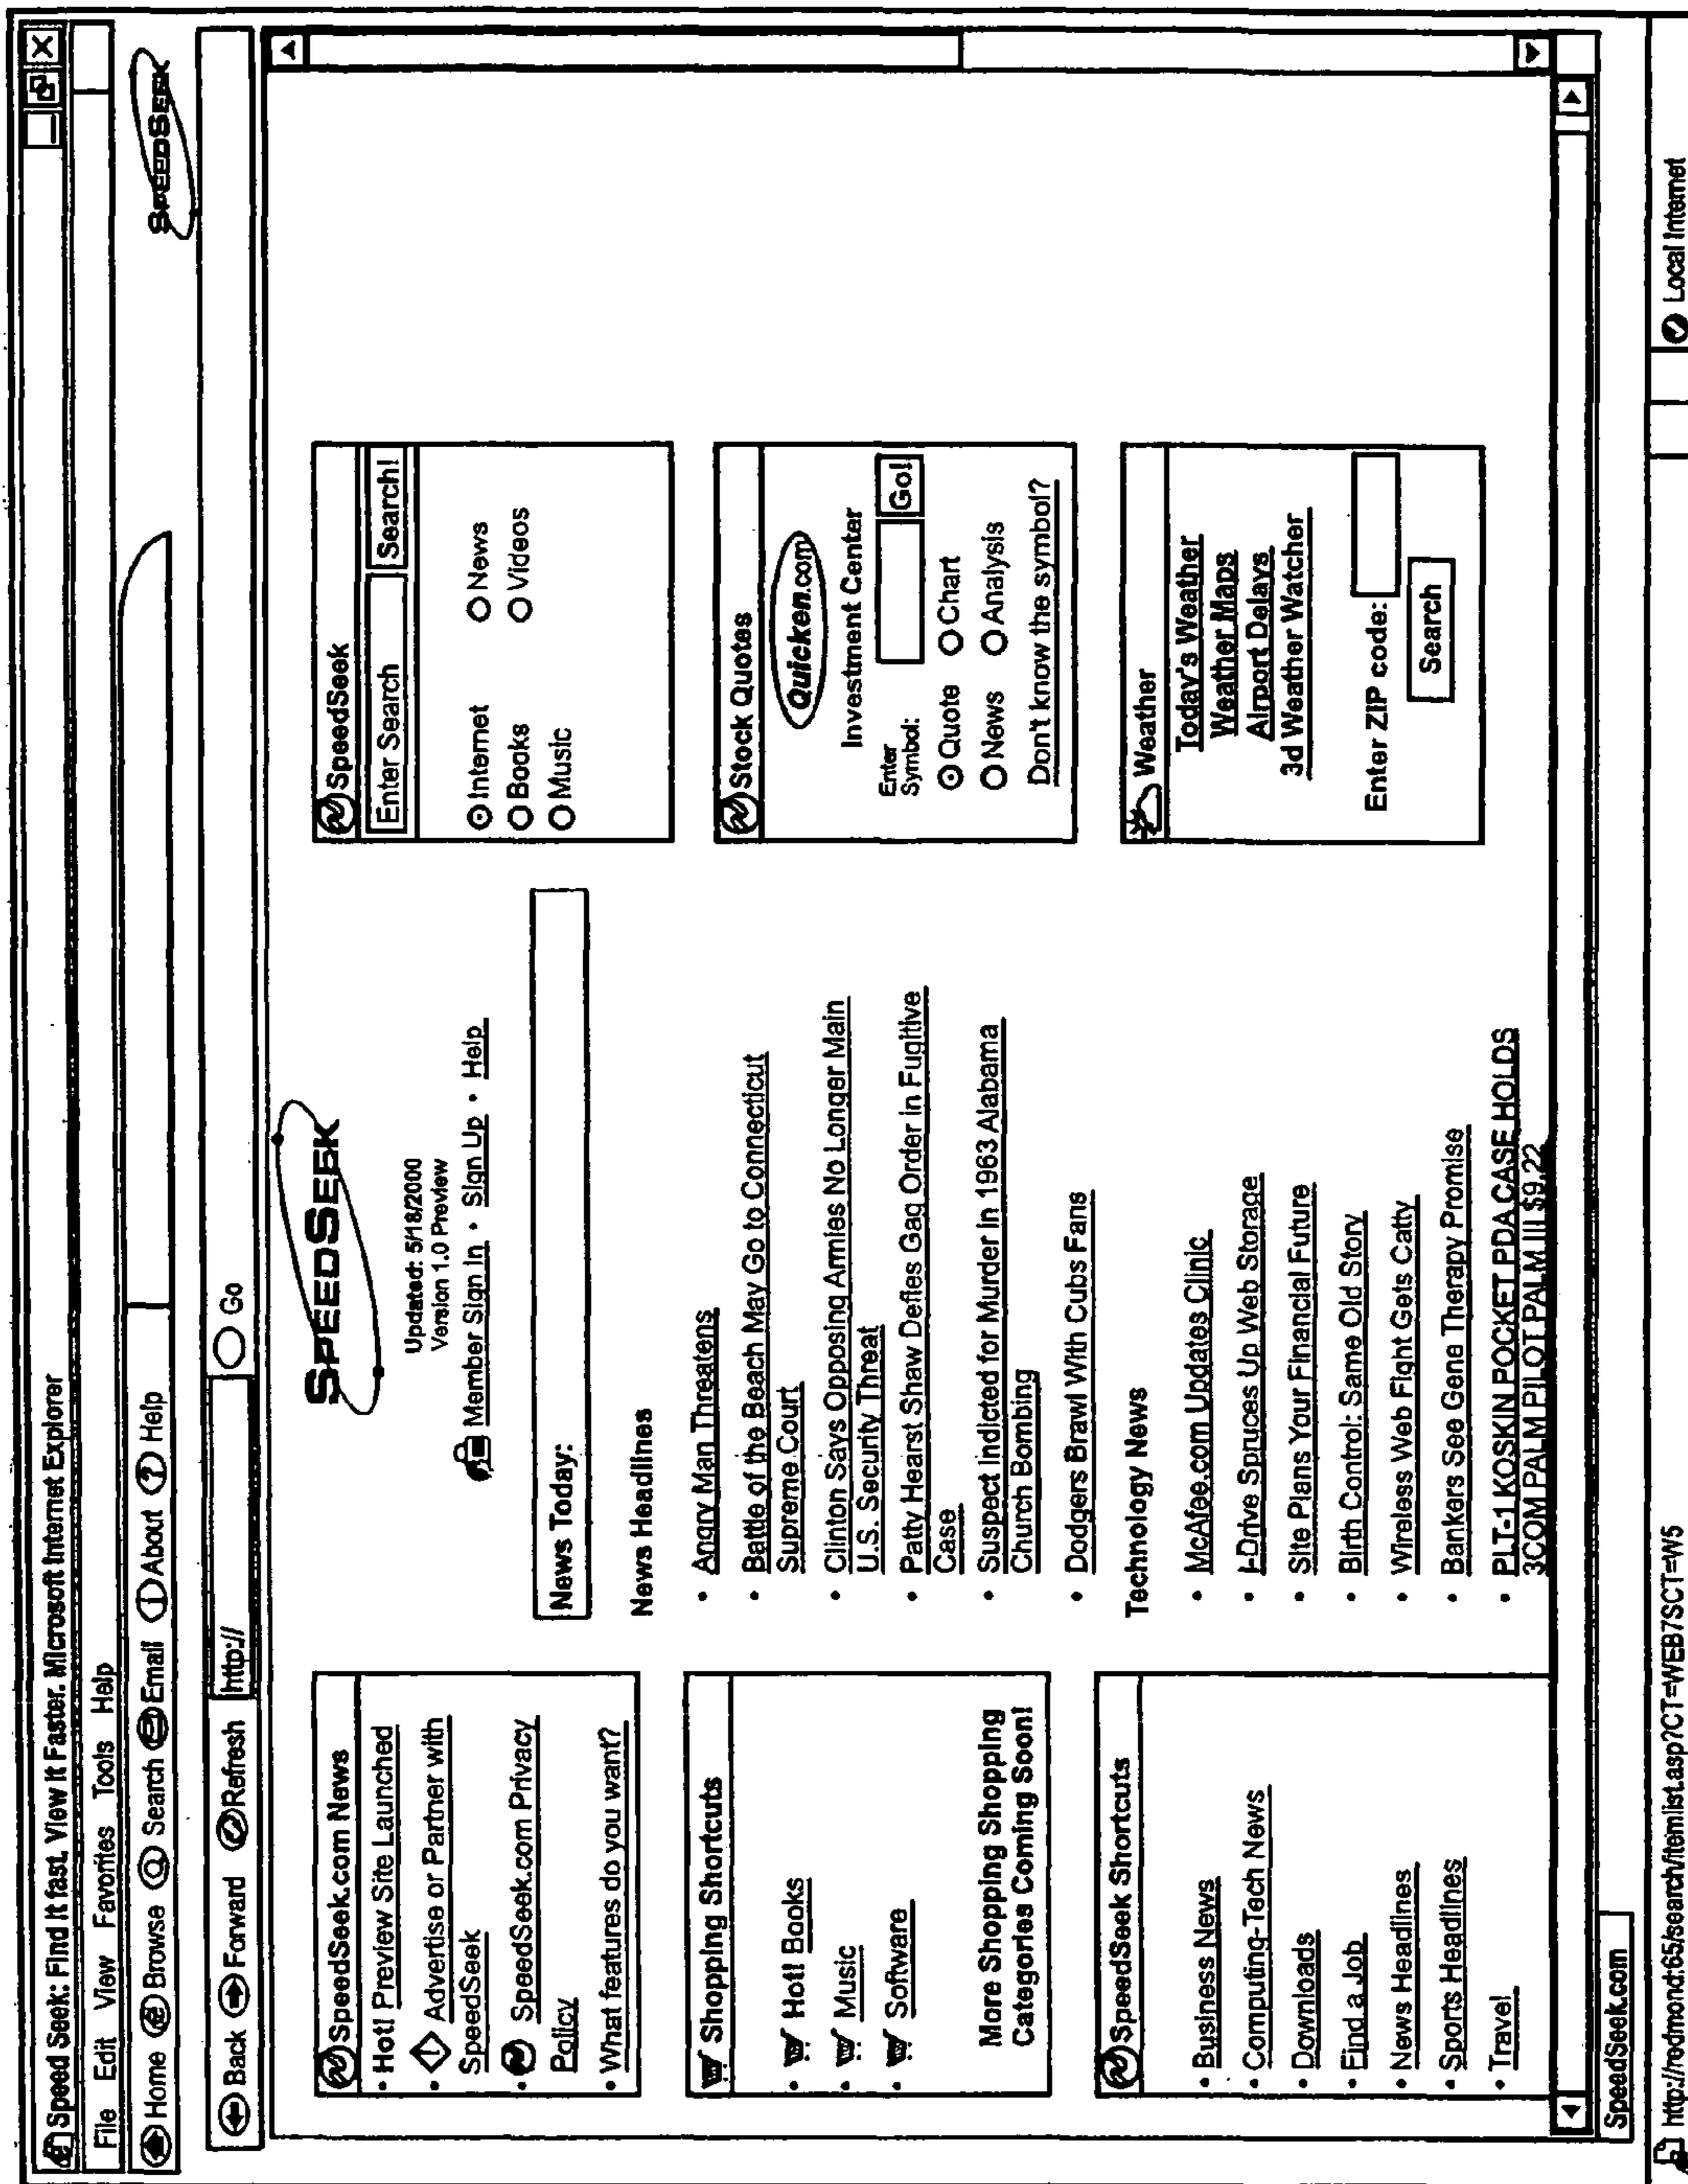 Speed Seek: Find It fast, View It Faster. Microsoft Internet Explorer
File Edit View Favorites Tools Help
Home Browse Search Email About Help
SPEEDSEEK
Back Forward Refresh http:// Go
SpeedSeek.com News
• Hot! Preview Site Launched
• Advertise or Partner with
SpeedSeek
• SpeedSeek.com Privacy
Policy
• What features do you want?
Shopping Shortcuts
• Hot! Books
• Music
• Software
More Shopping Shopping
Categories Coming Soon!
SpeedSeek Shortcuts
• Business News
• Computing-Tech News
• Downloads
• Find a Job
• News Headlines
• Sports Headlines
• Travel
SPEEDSEEK
Updated: 5/18/2000
Version 1.0 Preview
Member Sign In • Sign Up • Help
News Today:
News Headlines
• Angry Man Threatens
• Battle of the Beach May Go to Connecticut
Supreme Court
• Clinton Says Opposing Armies No Longer Main
U.S. Security Threat
• Patty Hearst Shaw Defies Gag Order in Fugitive
Case
• Suspect Indicted for Murder in 1963 Alabama
Church Bombing
• Dodgers Brawl With Cubs Fans
Technology News
• McAfee.com Updates Clinic
• I-Drive Spruces Up Web Storage
• Site Plans Your Financial Future
• Birth Control: Same Old Story
• Wireless Web Fight Gets Catty
• Bankers See Gene Therapy Promise
• PLT-1 KOSKIN POCKET PDA CASE HOLDS
3COM PALM PILOT PALM III $9.22
SpeedSeek
Enter Search Search!
Internet News
Books Videos
Music
Stock Quotes
Quicken.com
Investment Center
Enter
Symbol: Go!
Quote Chart
News Analysis
Don't know the symbol?
Weather
Today's Weather
Weather Maps
Airport Delays
3d Weather Watcher
Enter ZIP code:
Search
SpeedSeek.com
http://redmond:65/search/itemlist.asp?CT=WEB7SCT=W5 Local Internet